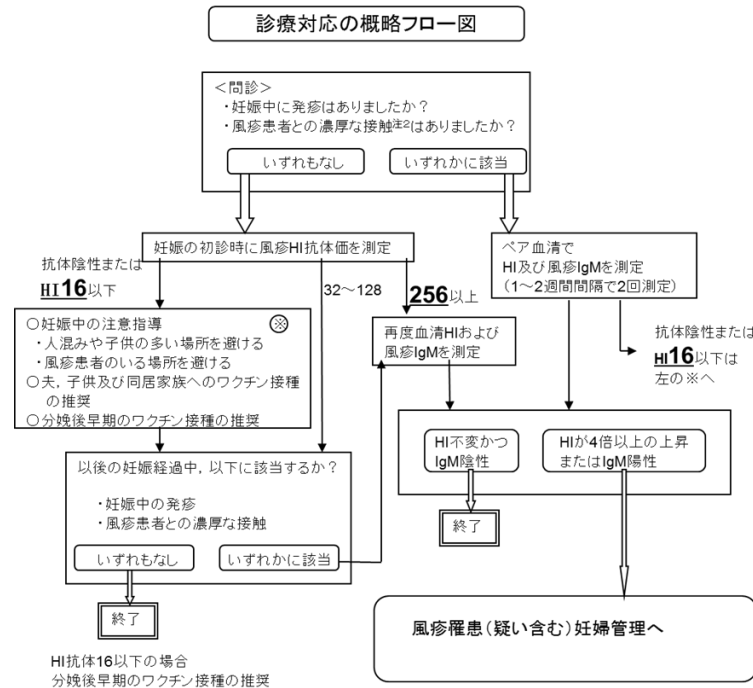 診療対応の概略フロー図
<問診>
・妊娠中に発疹はありましたか?
・風疹患者との濃厚な接触注2はありましたか?
いずれもなし
いずれかに該当
妊娠の初診時に風疹HI抗体価を測定
ペア血清で
HI及び風疹IgMを測定
(1〜2週間間隔で2回測定)
抗体陰性または
HI16以下
32〜128
256以上
○妊娠中の注意指導 ※
・人混みや子供の多い場所を避ける
・風疹患者のいる場所を避ける
○夫,子供及び同居家族へのワクチン接種
の推奨
○分娩後早期のワクチン接種の推奨
再度血清HIおよび
風疹IgMを測定
抗体陰性または
HI16以下は
左の※へ
HI不変かつ
IgM陰性
HIが4倍以上の上昇
またはIgM陽性
以後の妊娠経過中,以下に該当するか?
・妊娠中の発疹
・風疹患者との濃厚な接触
いずれもなし
いずれかに該当
終了
終了
風疹罹患(疑い含む)妊婦管理へ
HI抗体16以下の場合
分娩後早期のワクチン接種の推奨